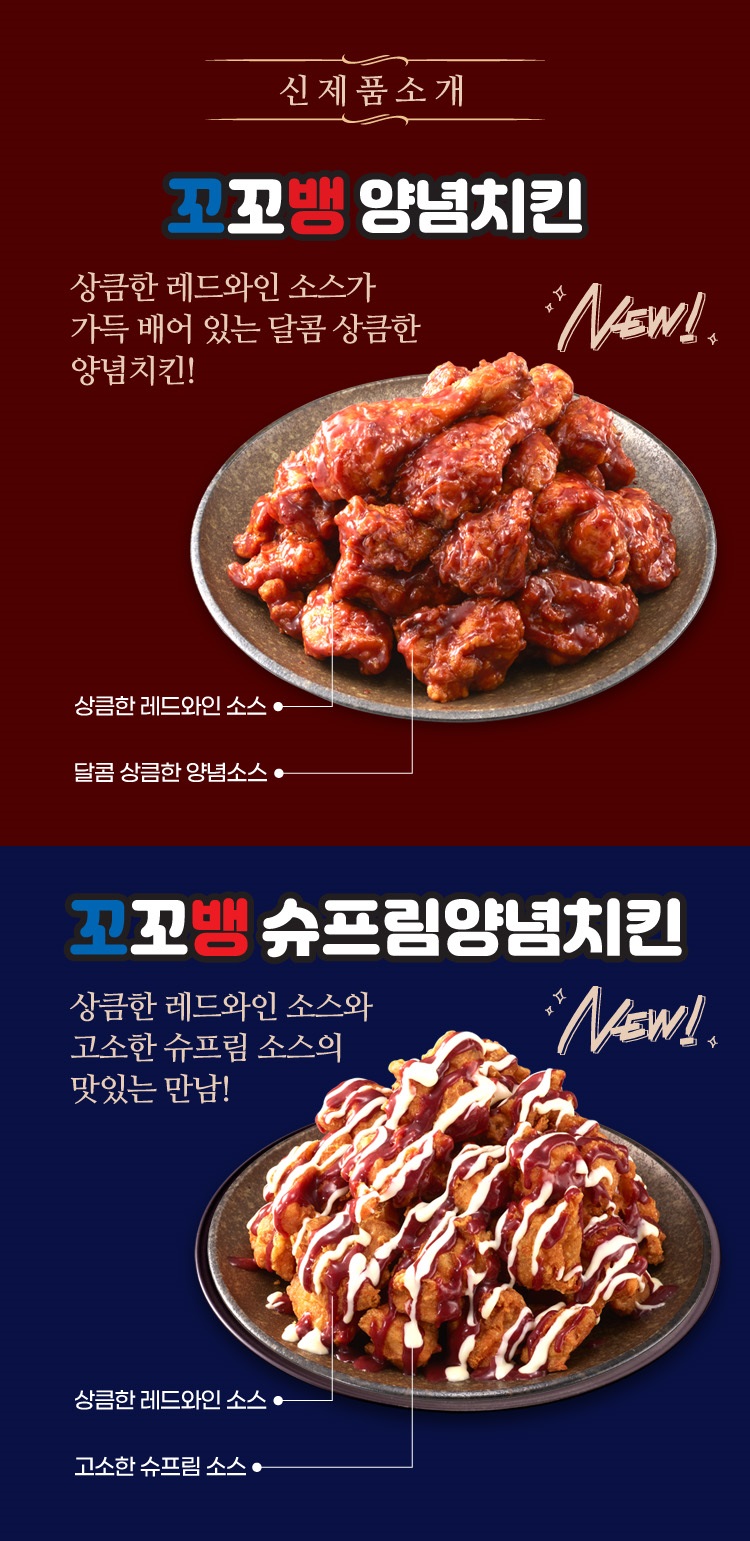 신제품소개
꼬꼬뱅 양념치킨
상큼한 레드와인 소스가
가득 배어 있는 달콤 상큼한
양념치킨!
NEW!
상큼한 레드와인 소스
달콤 상큼한 양념소스
꼬꼬뱅 슈프림양념치킨
상큼한 레드와인 소스와
고소한 슈프림 소스의
맛있는 만남!
NEW!
상큼한 레드와인 소스
고소한 슈프림 소스